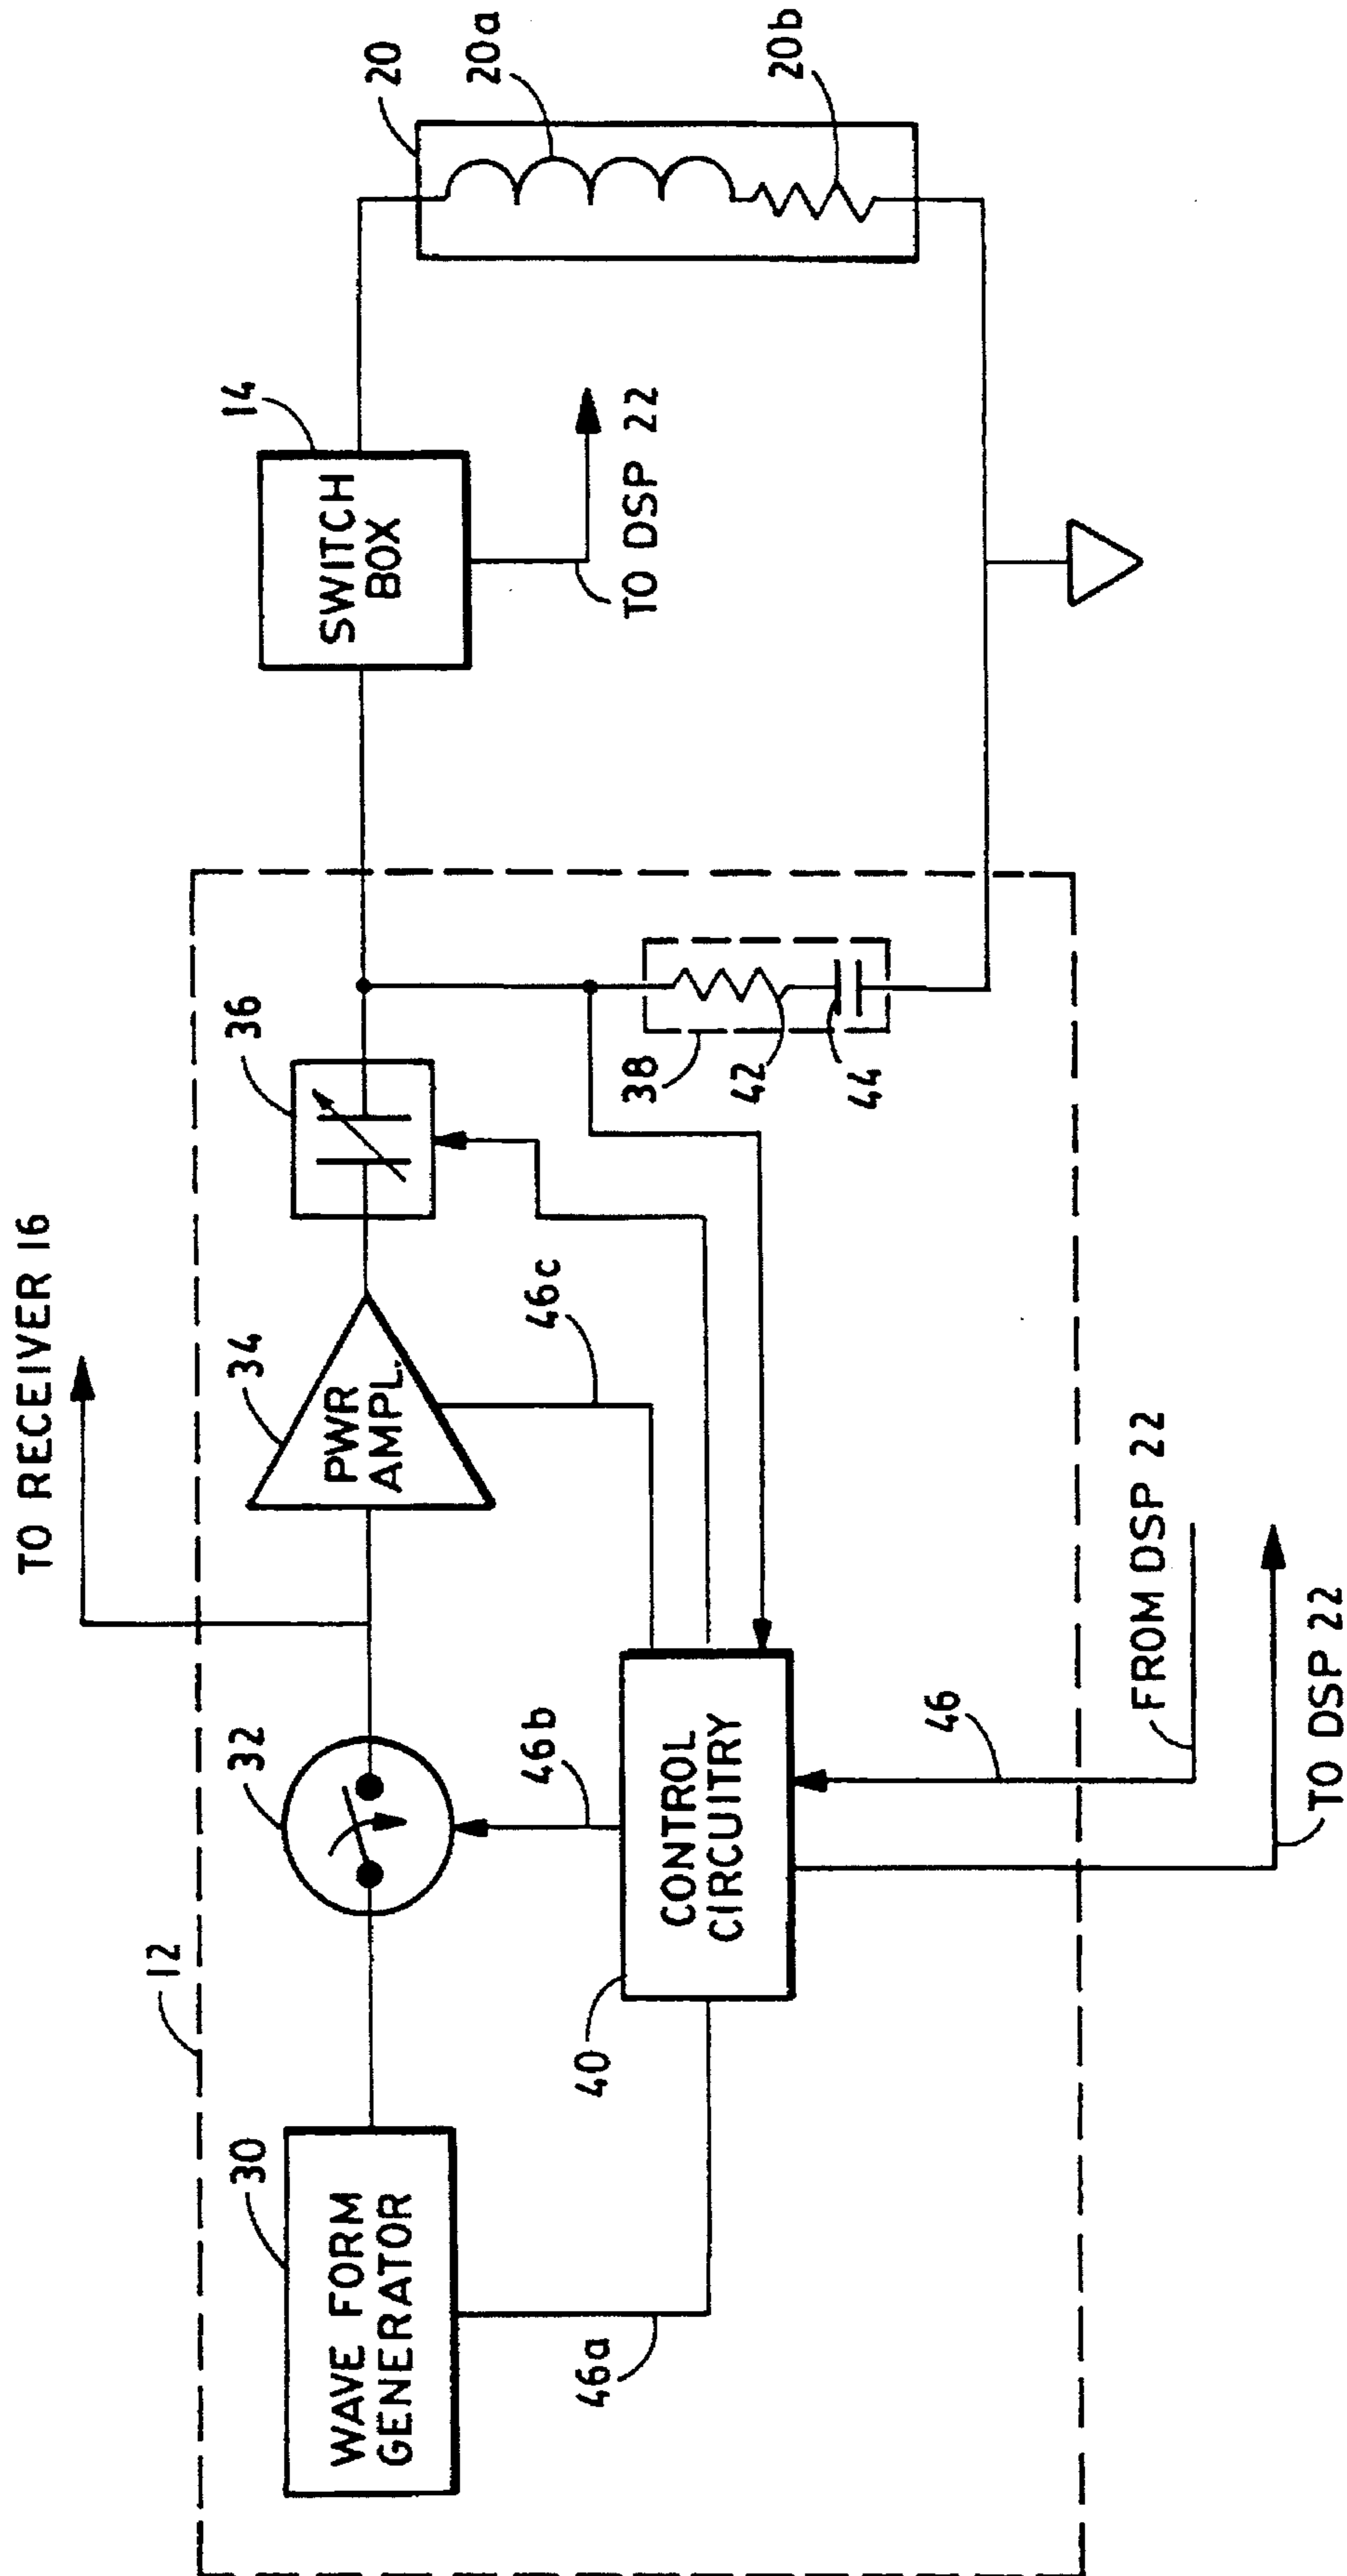 TO RECEIVER 16
12
30
WAVE FORM
GENERATOR
32
34
PWR
AMPL.
36
14
SWITCH
BOX
20
20a
20b
TO DSP 22
46a
40
CONTROL
CIRCUITRY
46b
46c
38
42
44
46
FROM DSP 22
TO DSP 22